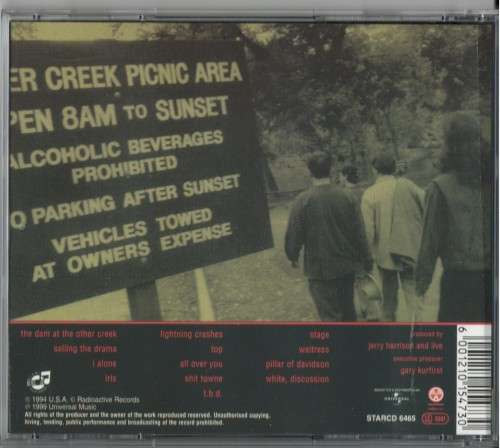 ER CREEK PICNIC AREA
PEN 8AM TO SUNSET
ALCOHOLIC BEVERAGES
PROHIBITED
O PARKING AFTER SUNSET
VEHICLES TOWED
AT OWNERS EXPENSE
the dam at the other creek
selling the drama
i alone
iris
lightning crashes
top
all over you
shit towne
t.b.d.
stage
waitress
pillar of davidson
white, discussion
produced by
jerry harrison and live
executive producer
gary kurfirst
℗ 1994 U.S.A. © Radioactive Records
℗ 1999 Universal Music
All rights of the producer and the owner of the work reproduced reserved. Unauthorised copying,
hiring, lending, public performance and broadcasting of the record prohibited.
UNIVERSAL
STARCD 6465
6 001210 154730